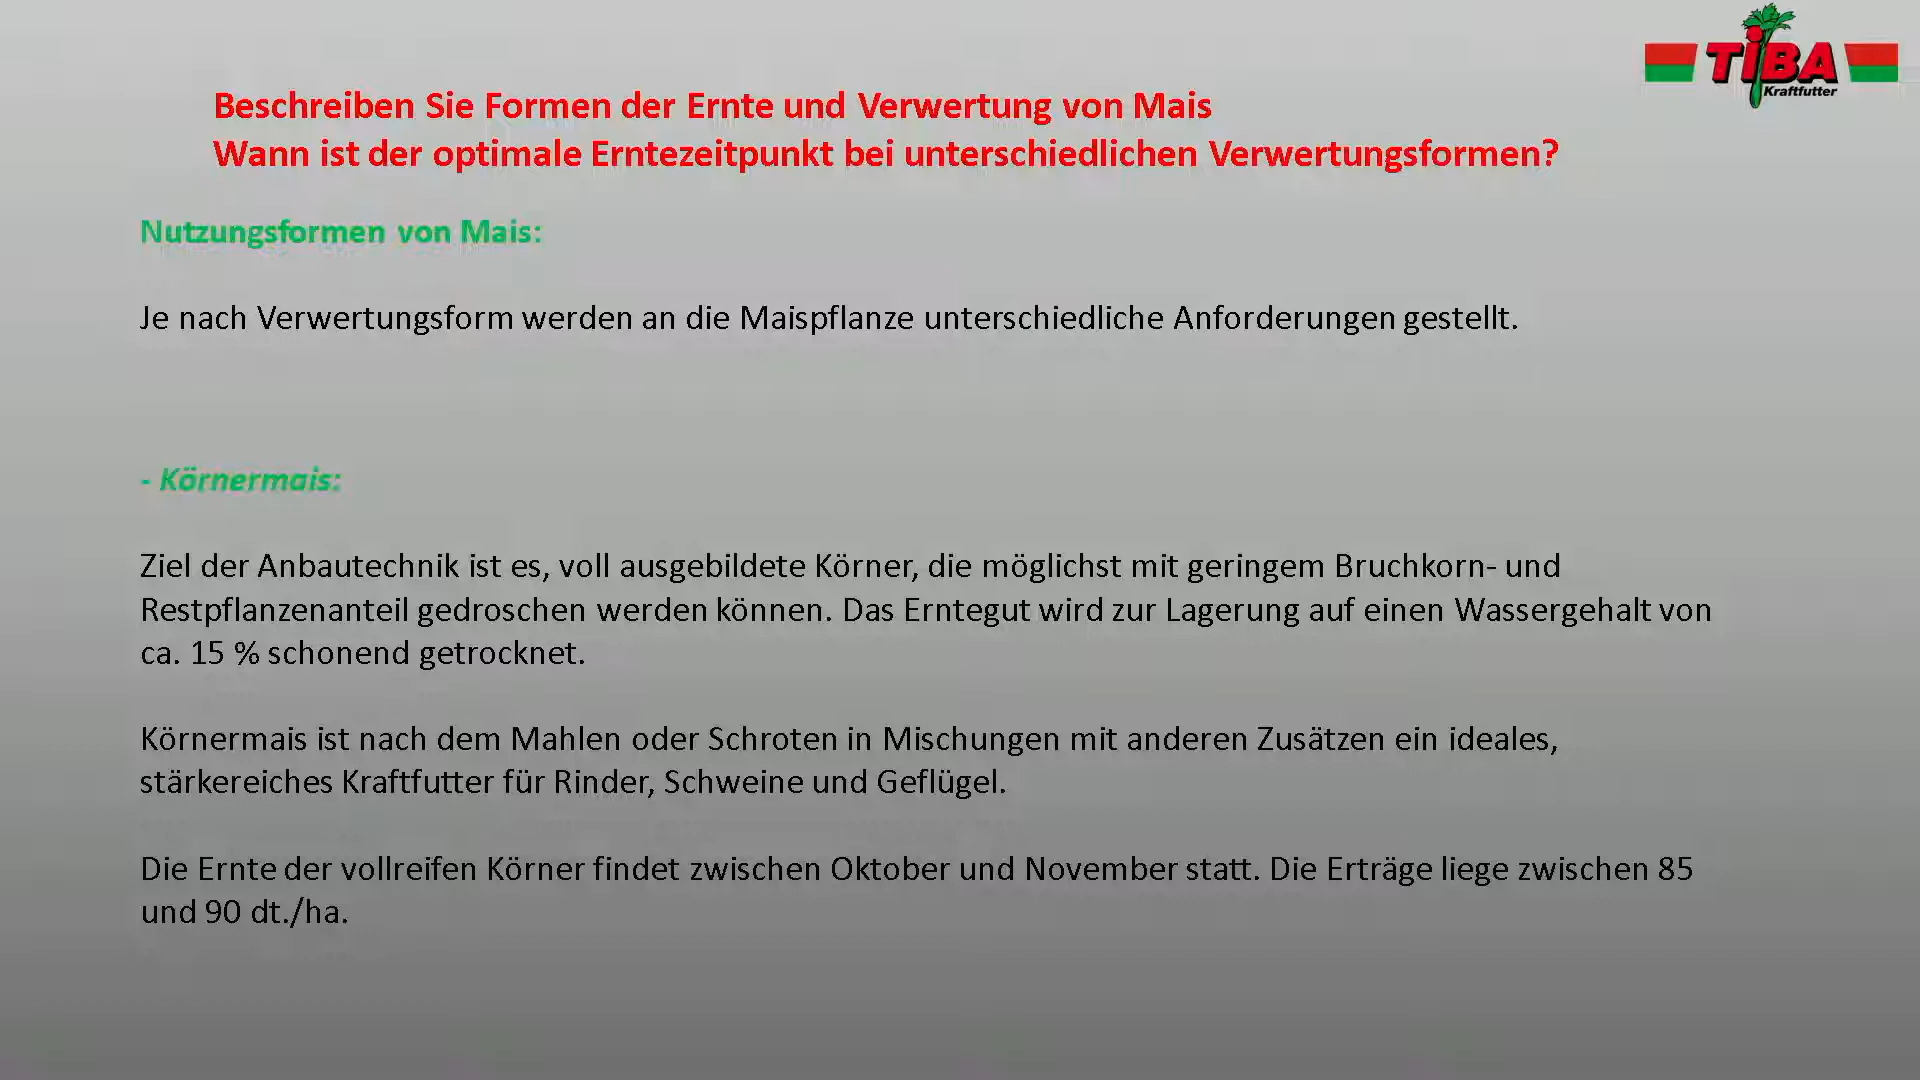 TiBA
Kraftfutter
Beschreiben Sie Formen der Ernte und Verwertung von Mais
Wann ist der optimale Erntezeitpunkt bei unterschiedlichen Verwertungsformen?
Nutzungsformen von Mais:
Je nach Verwertungsform werden an die Maispflanze unterschiedliche Anforderungen gestellt.
- Körnermais:
Ziel der Anbautechnik ist es, voll ausgebildete Körner, die möglichst mit geringem Bruchkorn- und
Restpflanzenanteil gedroschen werden können. Das Erntegut wird zur Lagerung auf einen Wassergehalt von
ca. 15 % schonend getrocknet.
Körnermais ist nach dem Mahlen oder Schroten in Mischungen mit anderen Zusätzen ein ideales,
stärkereiches Kraftfutter für Rinder, Schweine und Geflügel.
Die Ernte der vollreifen Körner findet zwischen Oktober und November statt. Die Erträge liege zwischen 85
und 90 dt./ha.